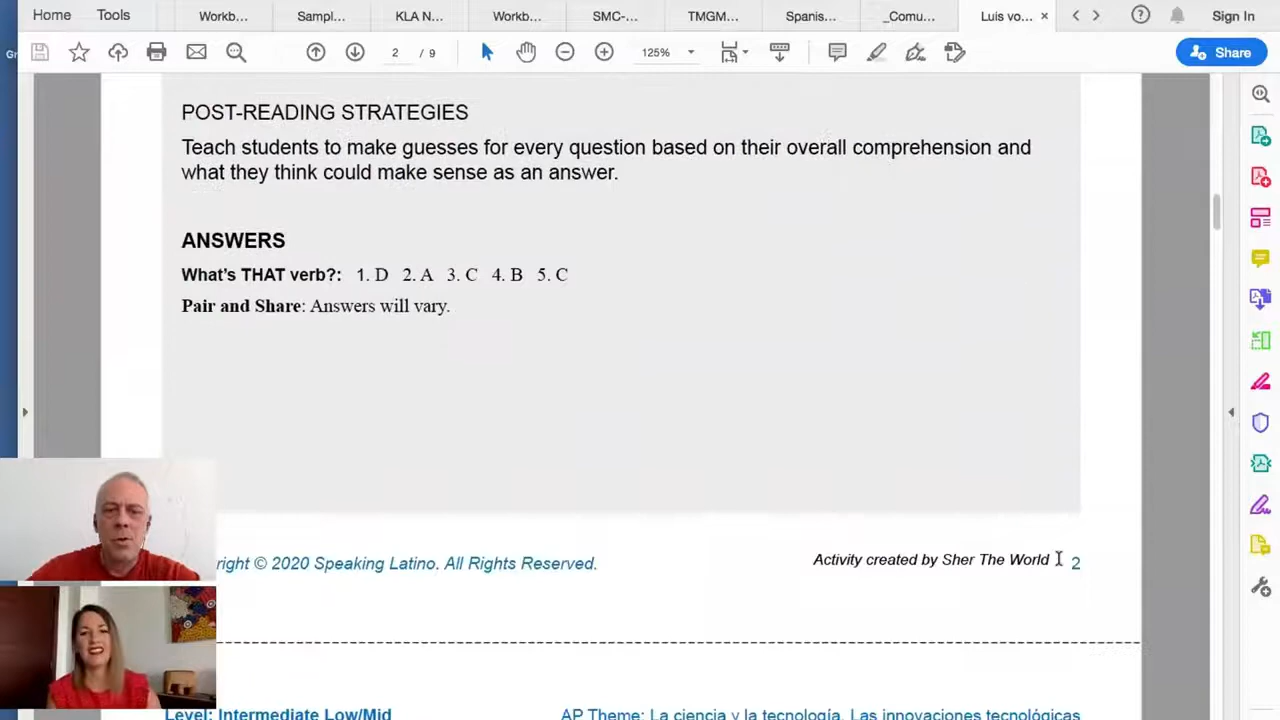 Home Tools Workb... Sampl... KLA N... Workb... SMC-... TMGM... Spanis... _Comu... Luis vo... × Sign In
2 / 9 125% Share
POST-READING STRATEGIES
Teach students to make guesses for every question based on their overall comprehension and
what they think could make sense as an answer.
ANSWERS
What's THAT verb?: 1. D 2. A 3. C 4. B 5. C
Pair and Share: Answers will vary.
right © 2020 Speaking Latino. All Rights Reserved.
Activity created by Sher The World 2
Level: Intermediate Low/Mid
AP Theme: La ciencia y la tecnología, Las innovaciones tecnológicas